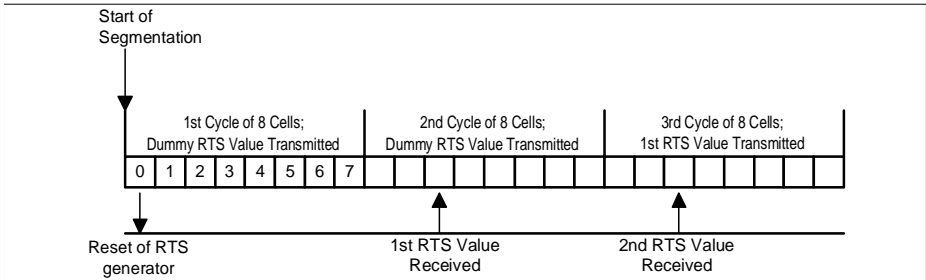 Start of
Segmentation
1st Cycle of 8 Cells;
Dummy RTS Value Transmitted
2nd Cycle of 8 Cells;
Dummy RTS Value Transmitted
3rd Cycle of 8 Cells;
1st RTS Value Transmitted
0 1 2 3 4 5 6 7
Reset of RTS
generator
1st RTS Value
Received
2nd RTS Value
Received